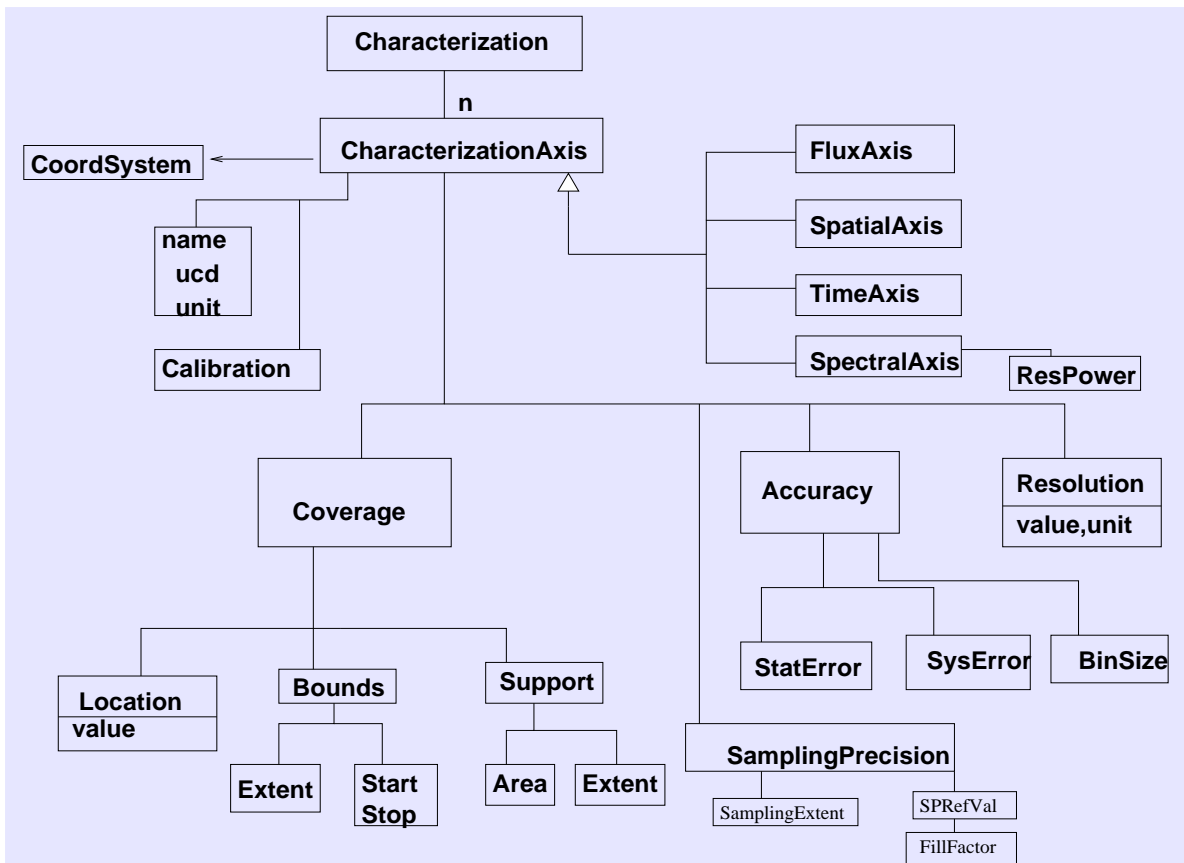 Characterization
n
CharacterizationAxis
CoordSystem
name
ucd
unit
Calibration
FluxAxis
SpatialAxis
TimeAxis
SpectralAxis
ResPower
Coverage
Accuracy
Resolution
value,unit
Location
value
Bounds
Support
Extent
Start
Stop
Area
Extent
StatError
SysError
BinSize
SamplingPrecision
SamplingExtent
SPRefVal
FillFactor